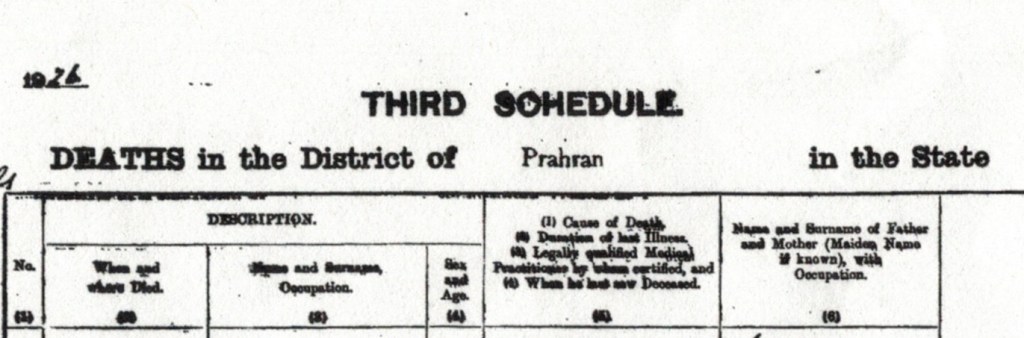 1926
THIRD SCHEDULE.
DEATHS in the District of Prahran in the State
DESCRIPTION.
No.
(1)
When and
where Died.
(2)
Name and Surname,
Occupation.
(3)
Sex
and
Age.
(4)
(1) Cause of Death,
(2) Duration of last Illness,
(3) Legally qualified Medical
Practitioner by whom certified, and
(4) When he last saw Deceased.
(5)
Name and Surname of Father
and Mother (Maiden Name
if known), with
Occupation.
(6)